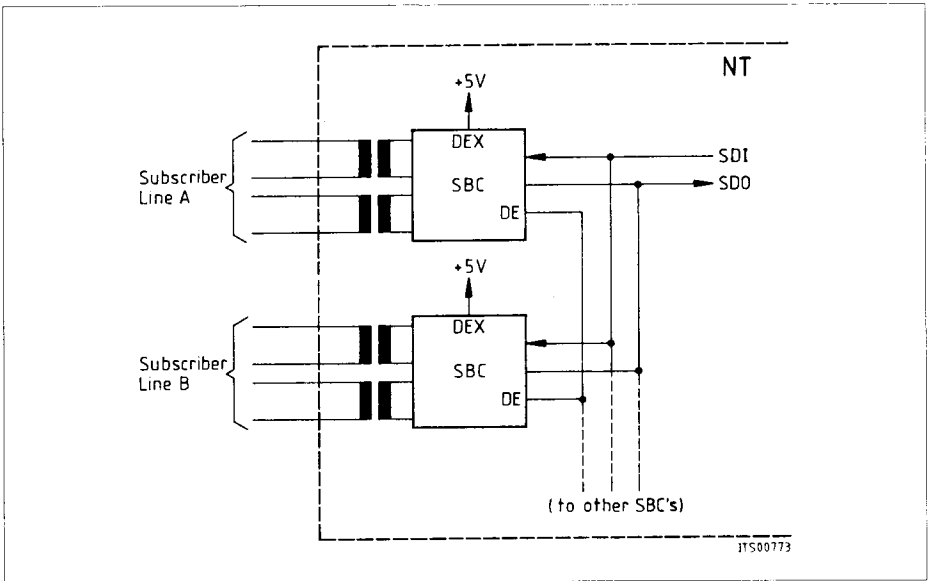 NT
+5V
DEX
SBC
DE
SDI
SDO
Subscriber
Line A
+5V
DEX
SBC
DE
Subscriber
Line B
(to other SBC's)
ITS00773